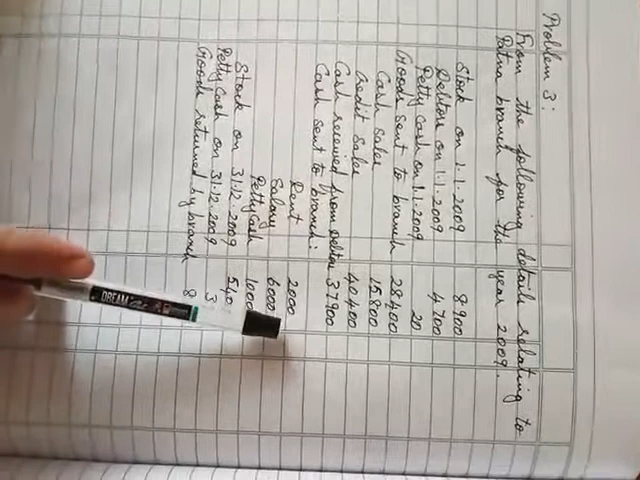 Problem 3:
From the following details relating to
Patna branch for the year 2009.
Stock on 1.1.2009 8900
Debtors on 1.1.2009 4700
Petty Cash on 1.1.2009 20
Goods sent to branch 28400
Cash Sales 15800
Credit Sales 40400
Cash received from Debtors 37900
Cash sent to branch:
Rent 2000
Salary 6000
Petty Cash 1000
Stock on 31.12.2009 540
Petty Cash on 31.12.2009 3
Goods returned by branch 8
DREAM